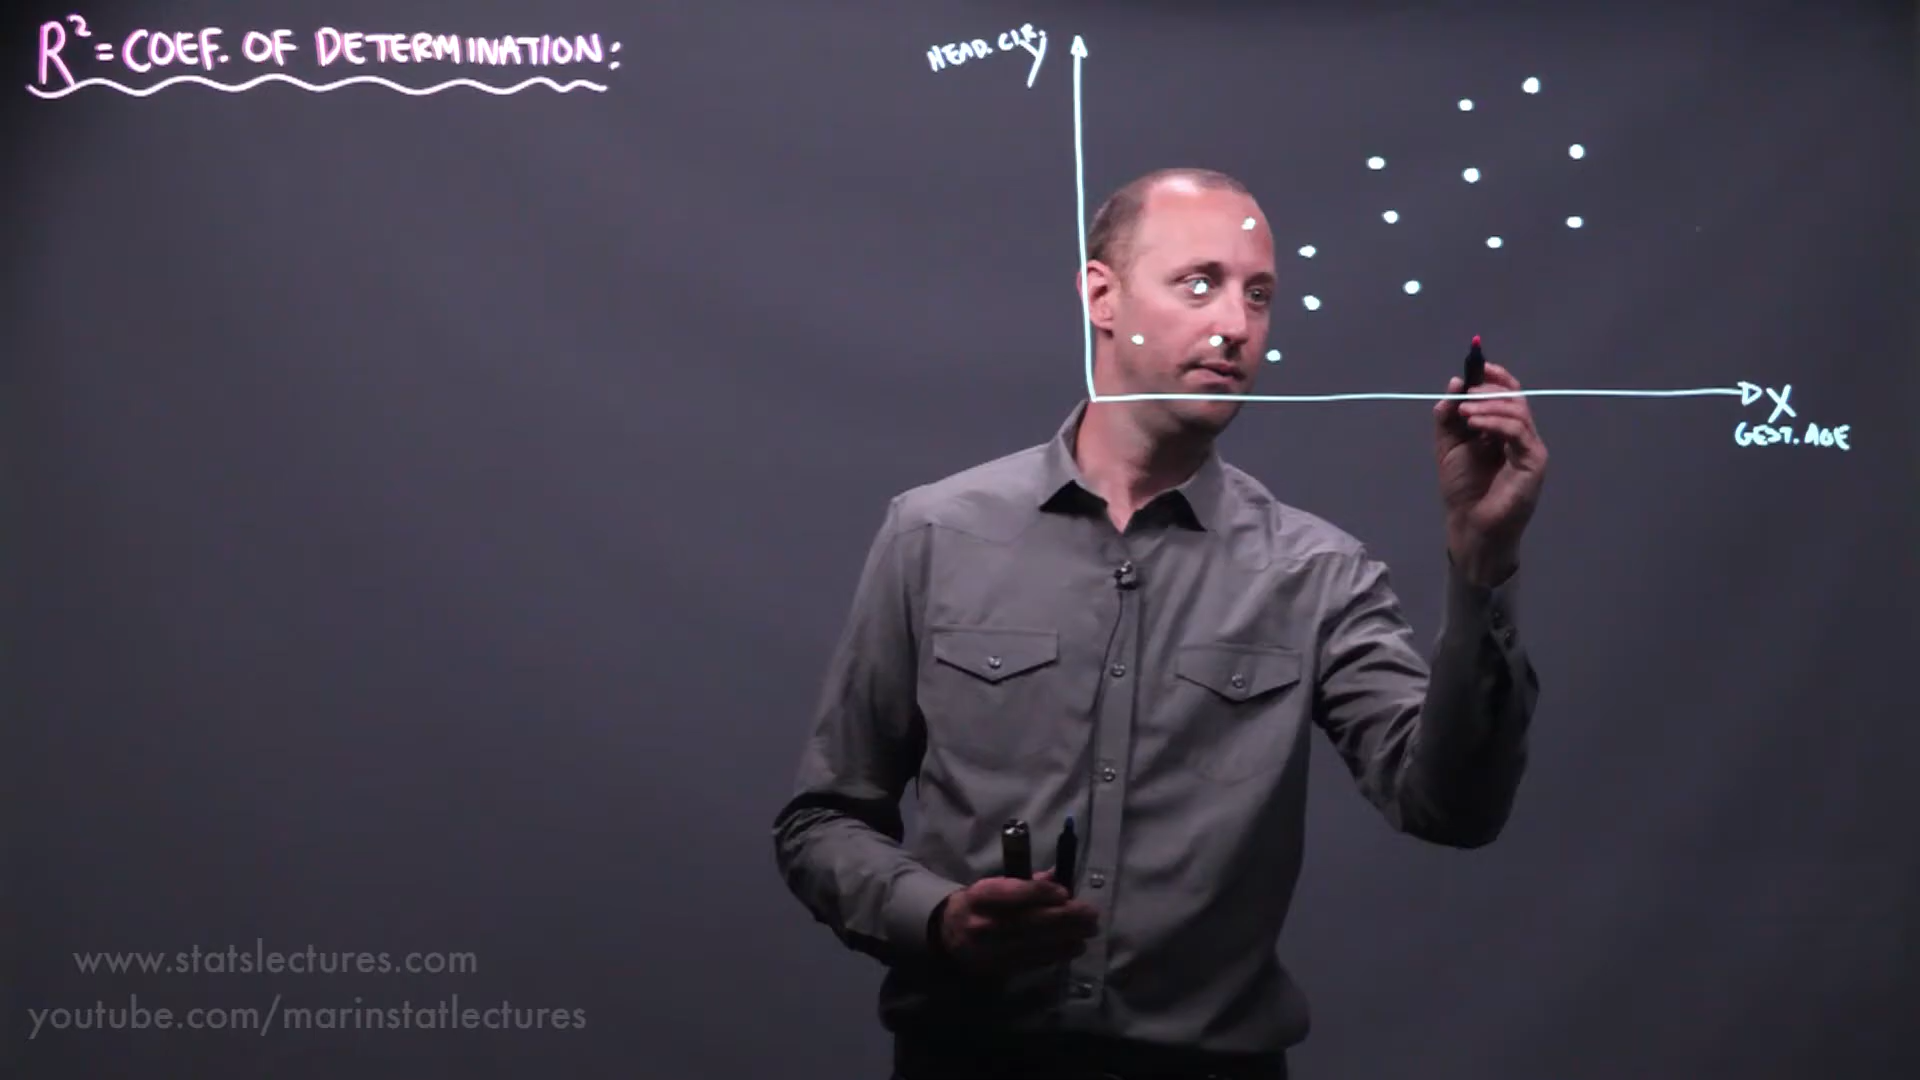 R² = COEF. OF DETERMINATION:
HEAD. CIR.
y
X
GEST. AGE
www.statslectures.com
youtube.com/marinstatlectures